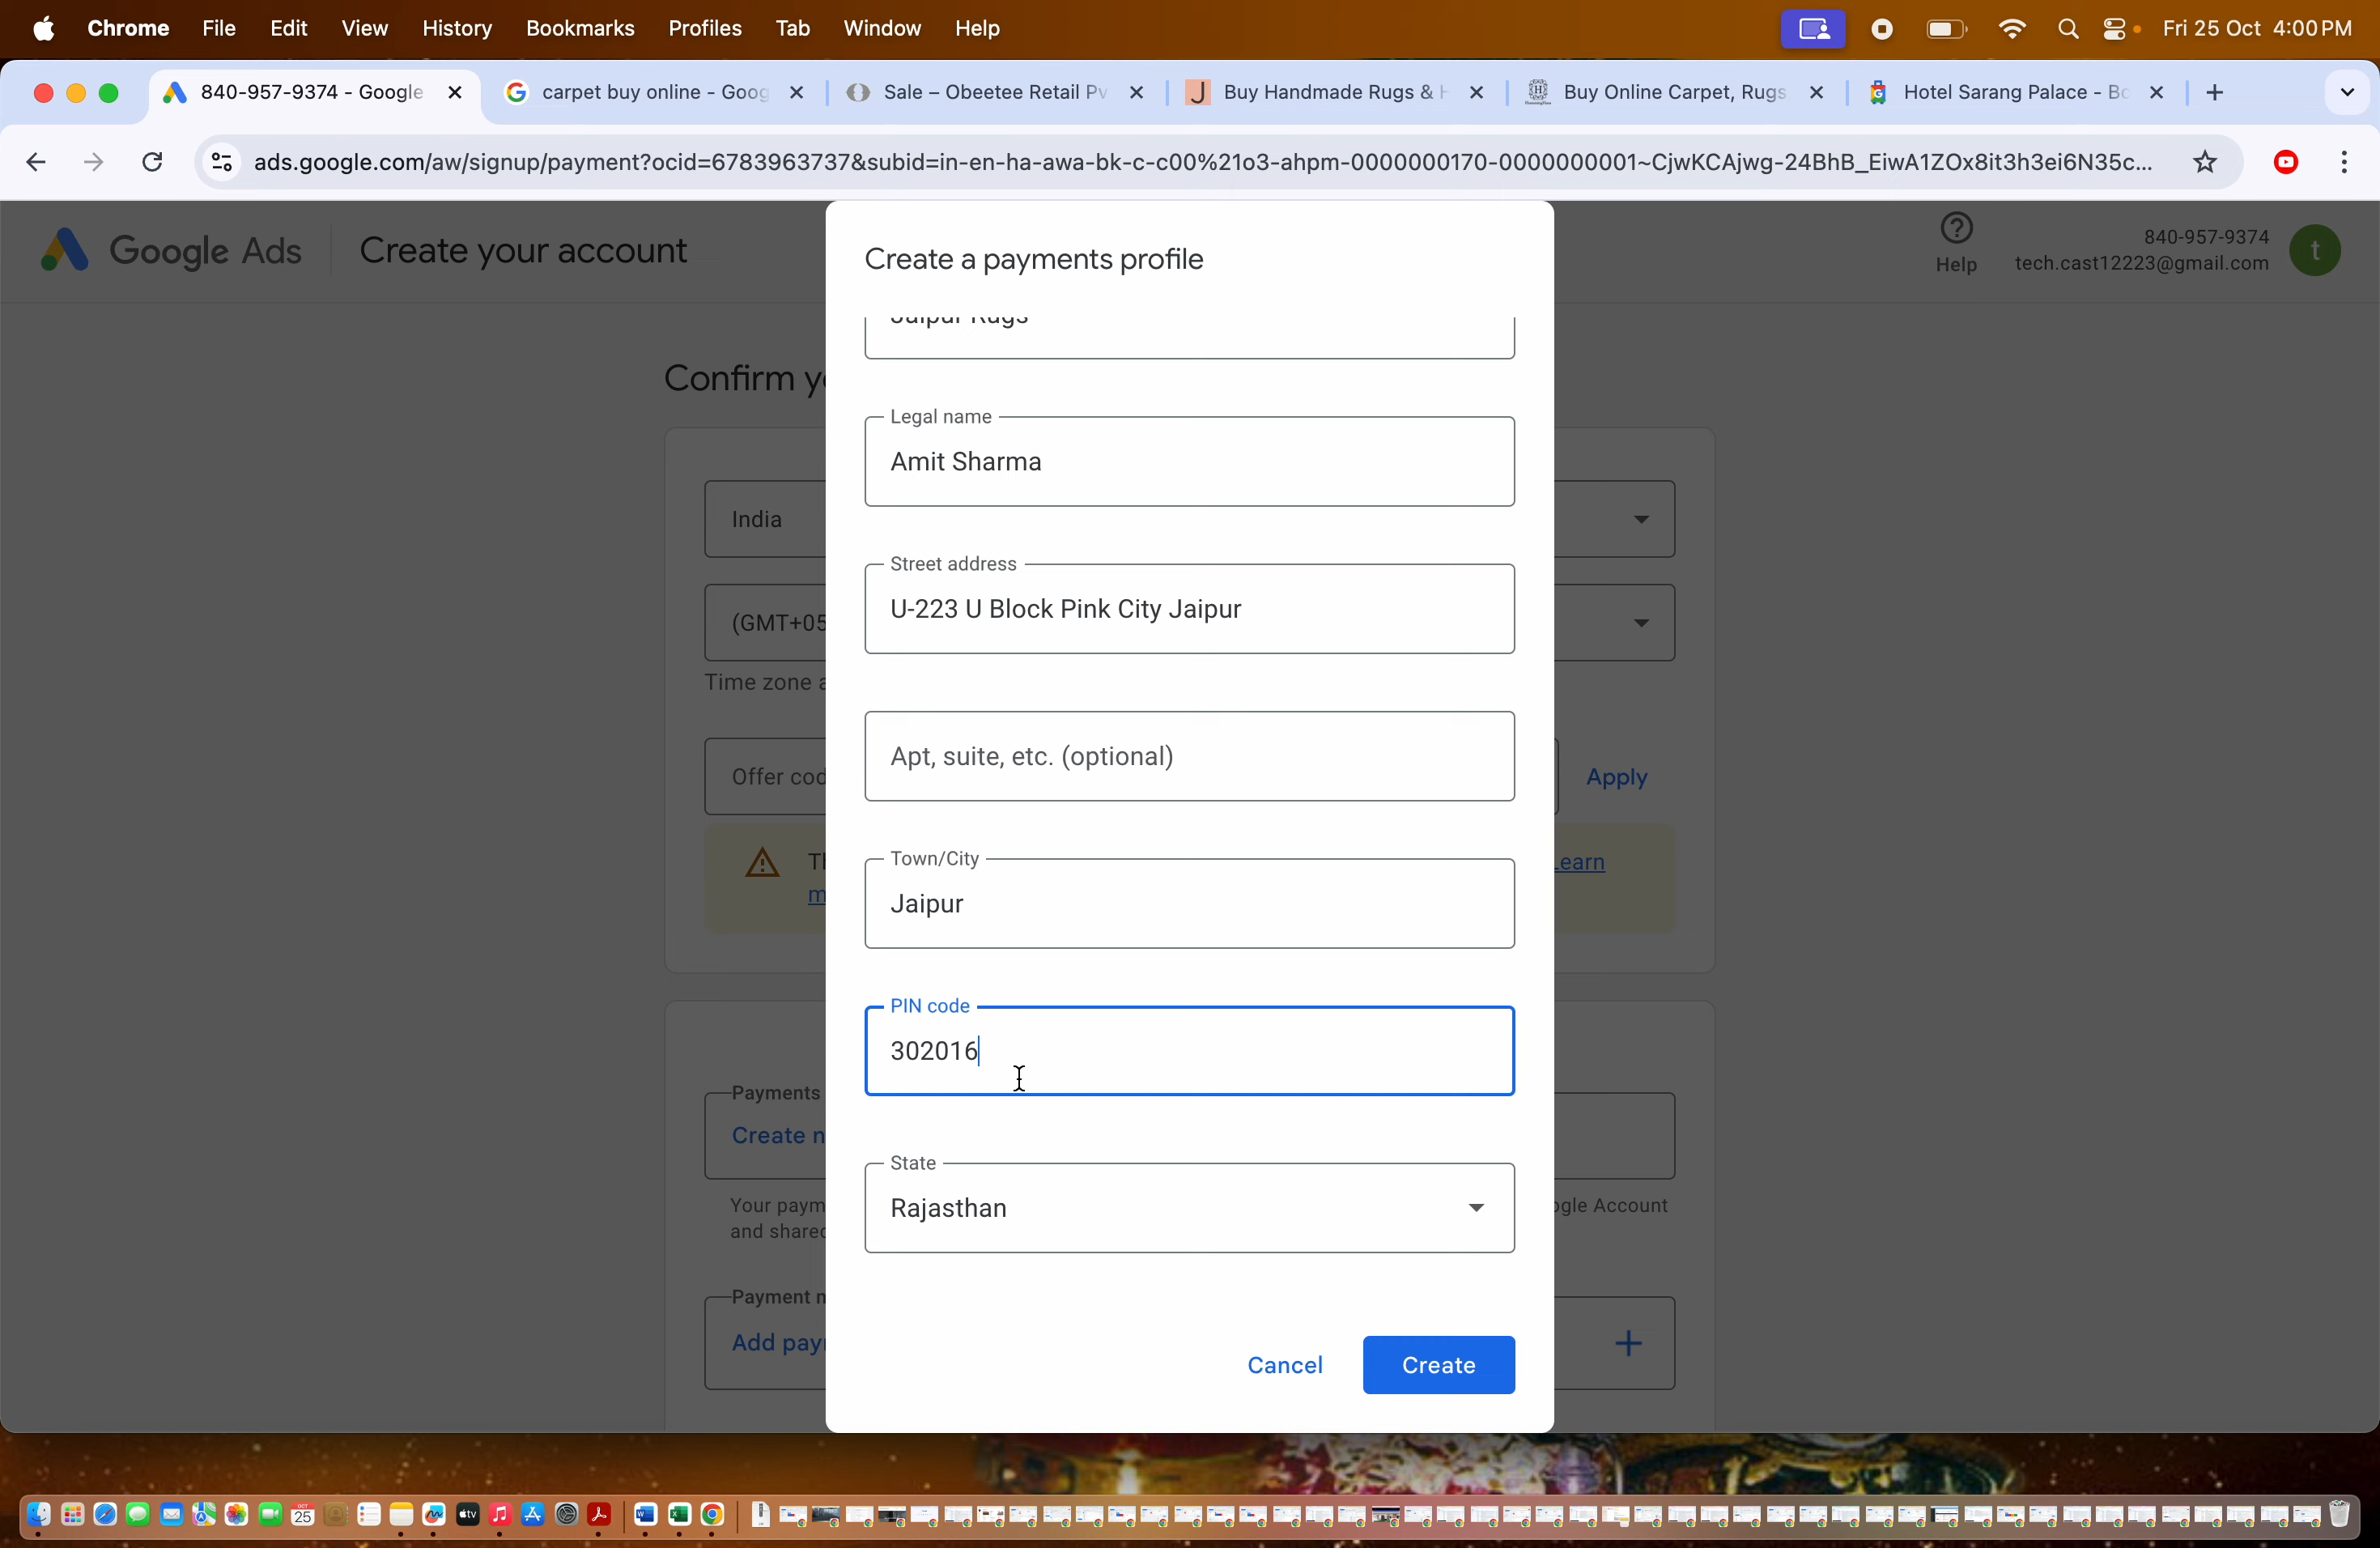 Chrome File Edit View History Bookmarks Profiles Tab Window Help Fri 25 Oct 4:00 PM
840-957-9374 - Google carpet buy online - Goog Sale – Obeetee Retail Pv Buy Handmade Rugs & H Buy Online Carpet, Rugs Hotel Sarang Palace - Bo
ads.google.com/aw/signup/payment?ocid=6783963737&subid=in-en-ha-awa-bk-c-c00%21o3-ahpm-0000000170-0000000001~CjwKCAjwg-24BhB_EiwA1ZOx8it3h3ei6N35c...
Google Ads Create your account
Help
840-957-9374
tech.cast12223@gmail.com
t
Create a payments profile
Jaipur Rugs
Legal name
Amit Sharma
Street address
U-223 U Block Pink City Jaipur
Apt, suite, etc. (optional)
Town/City
Jaipur
PIN code
302016
State
Rajasthan
Cancel Create
Confirm
India
(GMT+05
Time zone
Offer cod
Apply
Learn
Payments
Create n
Your paym
and shared
ogle Account
Payment
Add pay